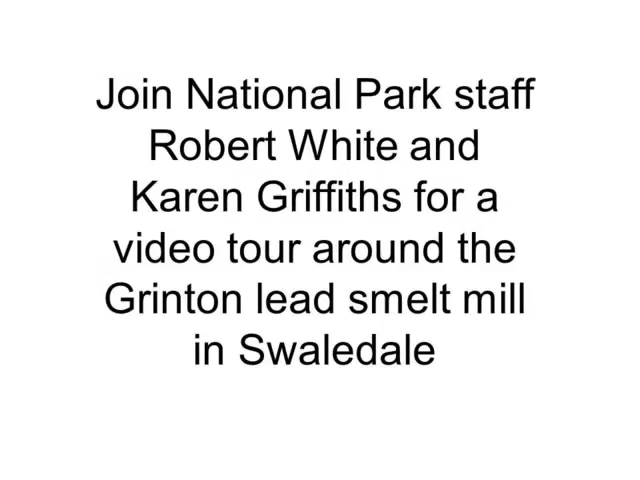 Join National Park staff
Robert White and
Karen Griffiths for a
video tour around the
Grinton lead smelt mill
in Swaledale